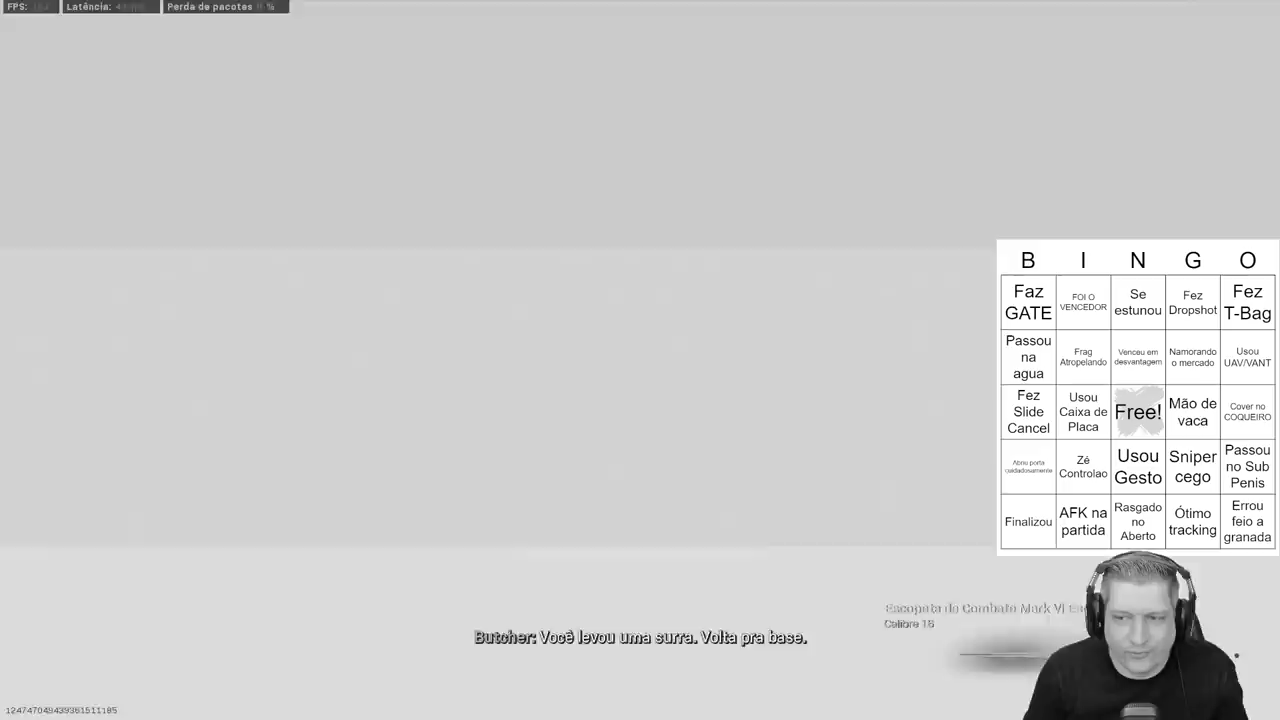 FPS:
Latência:
Perda de pacotes %
B I N G O
Faz GATE
FOI O VENCEDOR
Se estunou
Fez Dropshot
Fez T-Bag
Passou na agua
Frag Atropelando
Venceu em desvantagem
Namorando o mercado
Usou UAV/VANT
Fez Slide Cancel
Usou Caixa de Placa
Free!
Mão de vaca
Cover no COQUEIRO
Abriu porta cuidadosamente
Zé Controlao
Usou Gesto
Sniper cego
Passou no Sub Penis
Finalizou
AFK na partida
Rasgado no Aberto
Ótimo tracking
Errou feio a granada
Escopeta de Combate Mark VI
Calibre 16
Butcher: Você levou uma surra. Volta pra base.